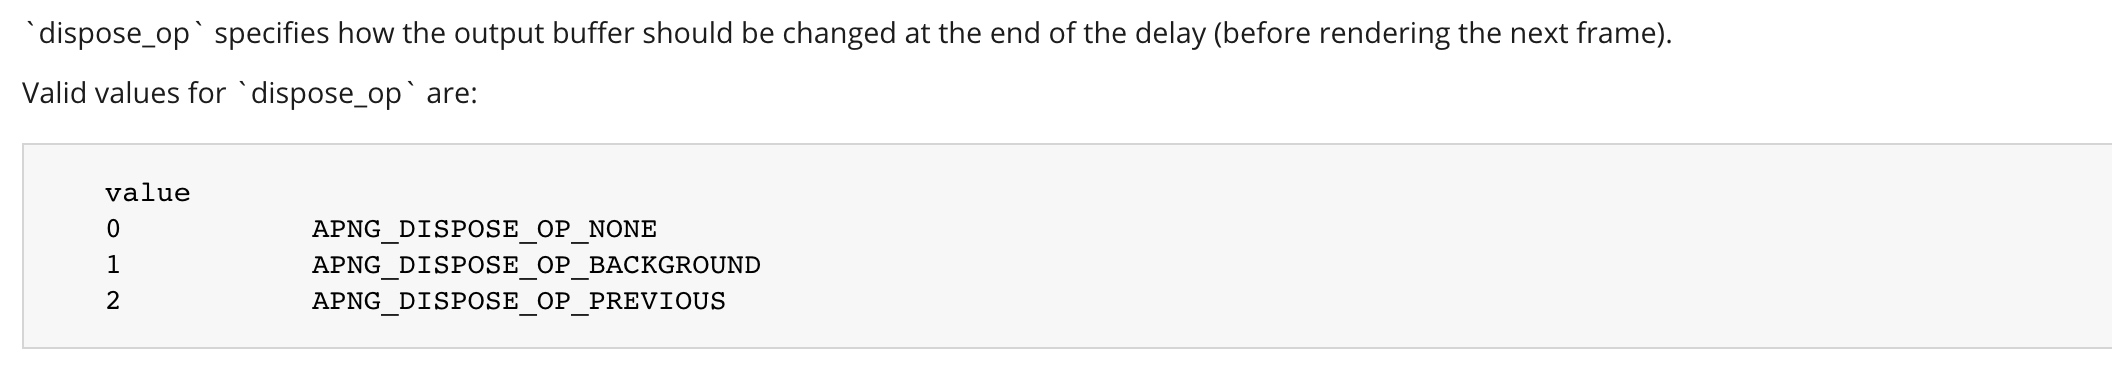 `dispose_op` specifies how the output buffer should be changed at the end of the delay (before rendering the next frame).
Valid values for `dispose_op` are:
value
0 APNG_DISPOSE_OP_NONE
1 APNG_DISPOSE_OP_BACKGROUND
2 APNG_DISPOSE_OP_PREVIOUS